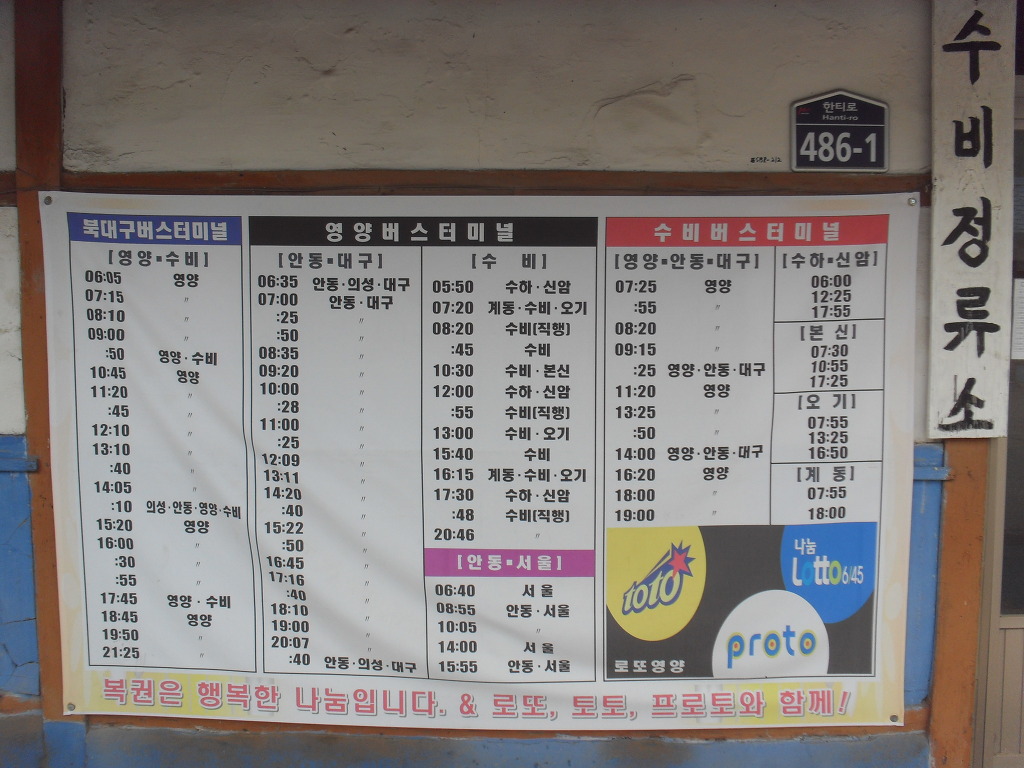 수비정류소
한티로
Hanti-ro
486-1
북대구버스터미널
[영양▪수비]
06:05 영양
07:15 〃
08:10 〃
09:00 〃
:50 영양·수비
10:45 영양
11:20 〃
:45 〃
12:10 〃
13:10 〃
:40 〃
14:05 〃
:10 의성·안동·영양·수비
15:20 영양
16:00 〃
:30 〃
:55 〃
17:45 영양·수비
18:45 영양
19:50 〃
21:25 〃
영양버스터미널
[안동▪대구]
06:35 안동·의성·대구
07:00 안동·대구
:25 〃
:50 〃
08:35 〃
09:20 〃
10:00 〃
:28 〃
11:00 〃
:25 〃
12:09 〃
13:11 〃
14:20 〃
:40 〃
15:22 〃
:50 〃
16:45 〃
17:16 〃
:40 〃
18:10 〃
19:00 〃
20:07 〃
:40 안동·의성·대구
[수 비]
05:50 수하·신암
07:20 계동·수비·오기
08:20 수비(직행)
:45 수비
10:30 수비·본신
12:00 수하·신암
:55 수비(직행)
13:00 수비·오기
15:40 수비
16:15 계동·수비·오기
17:30 수하·신암
:48 수비(직행)
20:46 〃
[안동▪서울]
06:40 서울
08:55 안동·서울
10:05 〃
14:00 서울
15:55 안동·서울
수비버스터미널
[영양▪안동▪대구]
07:25 영양
:55 〃
08:20 〃
09:15 〃
:25 영양·안동·대구
11:20 영양
13:25 〃
:50 〃
14:00 영양·안동·대구
16:20 영양
18:00 〃
19:00 〃
[수하▪신암]
06:00
12:25
17:55
[본 신]
07:30
10:55
17:25
[오 기]
07:55
13:25
16:50
[계 동]
07:55
18:00
toto
나눔
Lotto 6/45
proto
로또영양
복권은 행복한 나눔입니다. & 로또, 토토, 프로토와 함께!